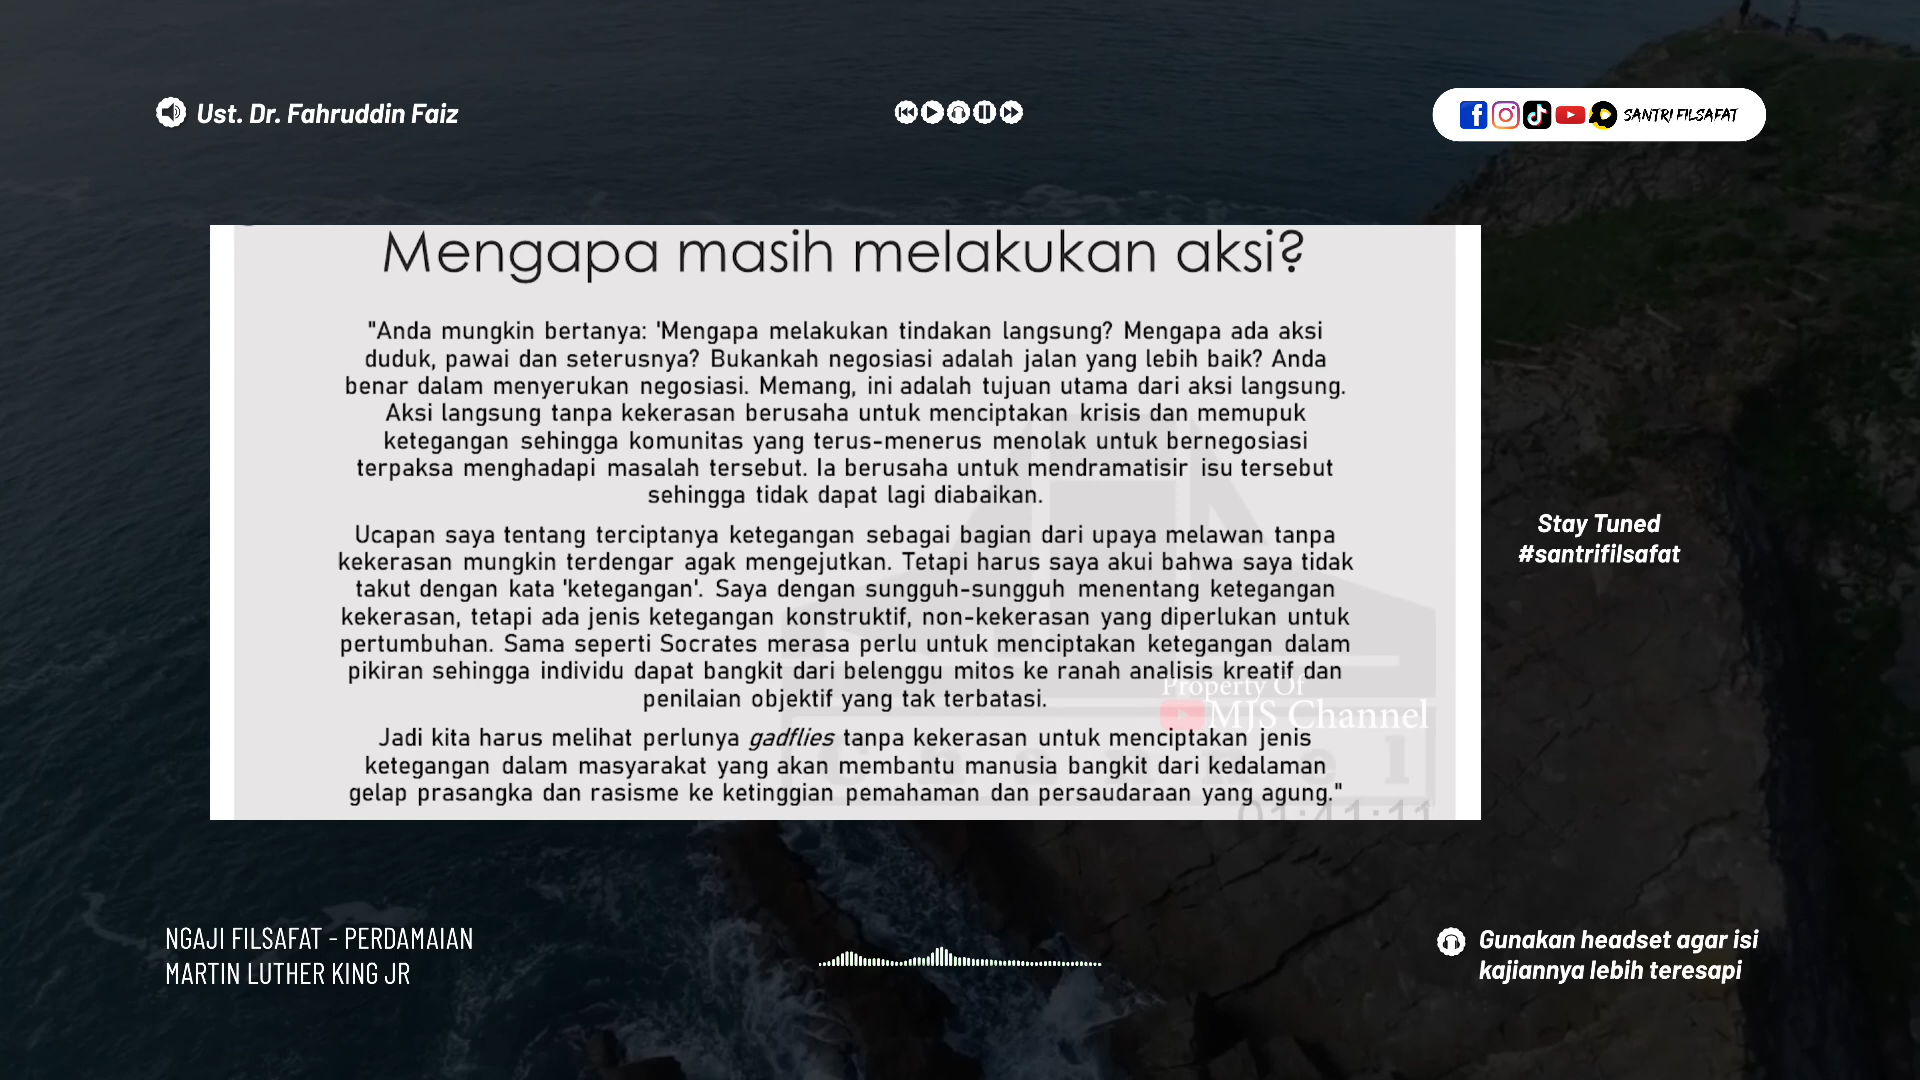 Ust. Dr. Fahruddin Faiz
SANTRI FILSAFAT
Mengapa masih melakukan aksi?
"Anda mungkin bertanya: 'Mengapa melakukan tindakan langsung? Mengapa ada aksi
duduk, pawai dan seterusnya? Bukankah negosiasi adalah jalan yang lebih baik? Anda
benar dalam menyerukan negosiasi. Memang, ini adalah tujuan utama dari aksi langsung.
Aksi langsung tanpa kekerasan berusaha untuk menciptakan krisis dan memupuk
ketegangan sehingga komunitas yang terus-menerus menolak untuk bernegosiasi
terpaksa menghadapi masalah tersebut. Ia berusaha untuk mendramatisir isu tersebut
sehingga tidak dapat lagi diabaikan.
Ucapan saya tentang terciptanya ketegangan sebagai bagian dari upaya melawan tanpa
kekerasan mungkin terdengar agak mengejutkan. Tetapi harus saya akui bahwa saya tidak
takut dengan kata 'ketegangan'. Saya dengan sungguh-sungguh menentang ketegangan
kekerasan, tetapi ada jenis ketegangan konstruktif, non-kekerasan yang diperlukan untuk
pertumbuhan. Sama seperti Socrates merasa perlu untuk menciptakan ketegangan dalam
pikiran sehingga individu dapat bangkit dari belenggu mitos ke ranah analisis kreatif dan
penilaian objektif yang tak terbatasi.
Jadi kita harus melihat perlunya gadflies tanpa kekerasan untuk menciptakan jenis
ketegangan dalam masyarakat yang akan membantu manusia bangkit dari kedalaman
gelap prasangka dan rasisme ke ketinggian pemahaman dan persaudaraan yang agung."
Property Of
MJS Channel
Channel
01:41:11
Stay Tuned
#santrifilsafat
NGAJI FILSAFAT - PERDAMAIAN
MARTIN LUTHER KING JR
Gunakan headset agar isi
kajiannya lebih teresapi